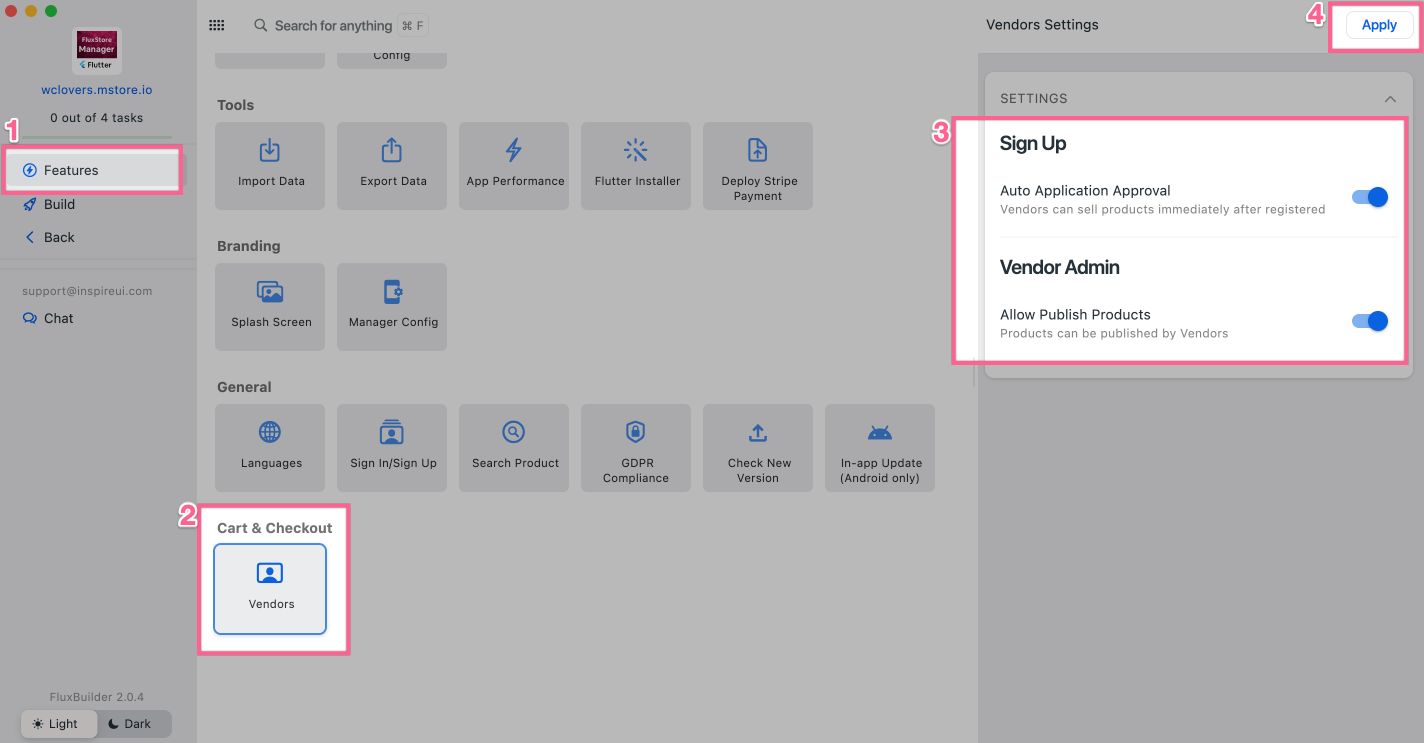 FluxStore
Manager
Flutter
wclovers.mstore.io
0 out of 4 tasks
1
Features
Build
Back
support@inspireui.com
Chat
FluxBuilder 2.0.4
Light
Dark
Search for anything ⌘ F
Config
Tools
Import Data
Export Data
App Performance
Flutter Installer
Deploy Stripe
Payment
Branding
Splash Screen
Manager Config
General
Languages
Sign In/Sign Up
Search Product
GDPR
Compliance
Check New
Version
In-app Update
(Android only)
2
Cart & Checkout
Vendors
Vendors Settings
4
Apply
SETTINGS
3
Sign Up
Auto Application Approval
Vendors can sell products immediately after registered
Vendor Admin
Allow Publish Products
Products can be published by Vendors